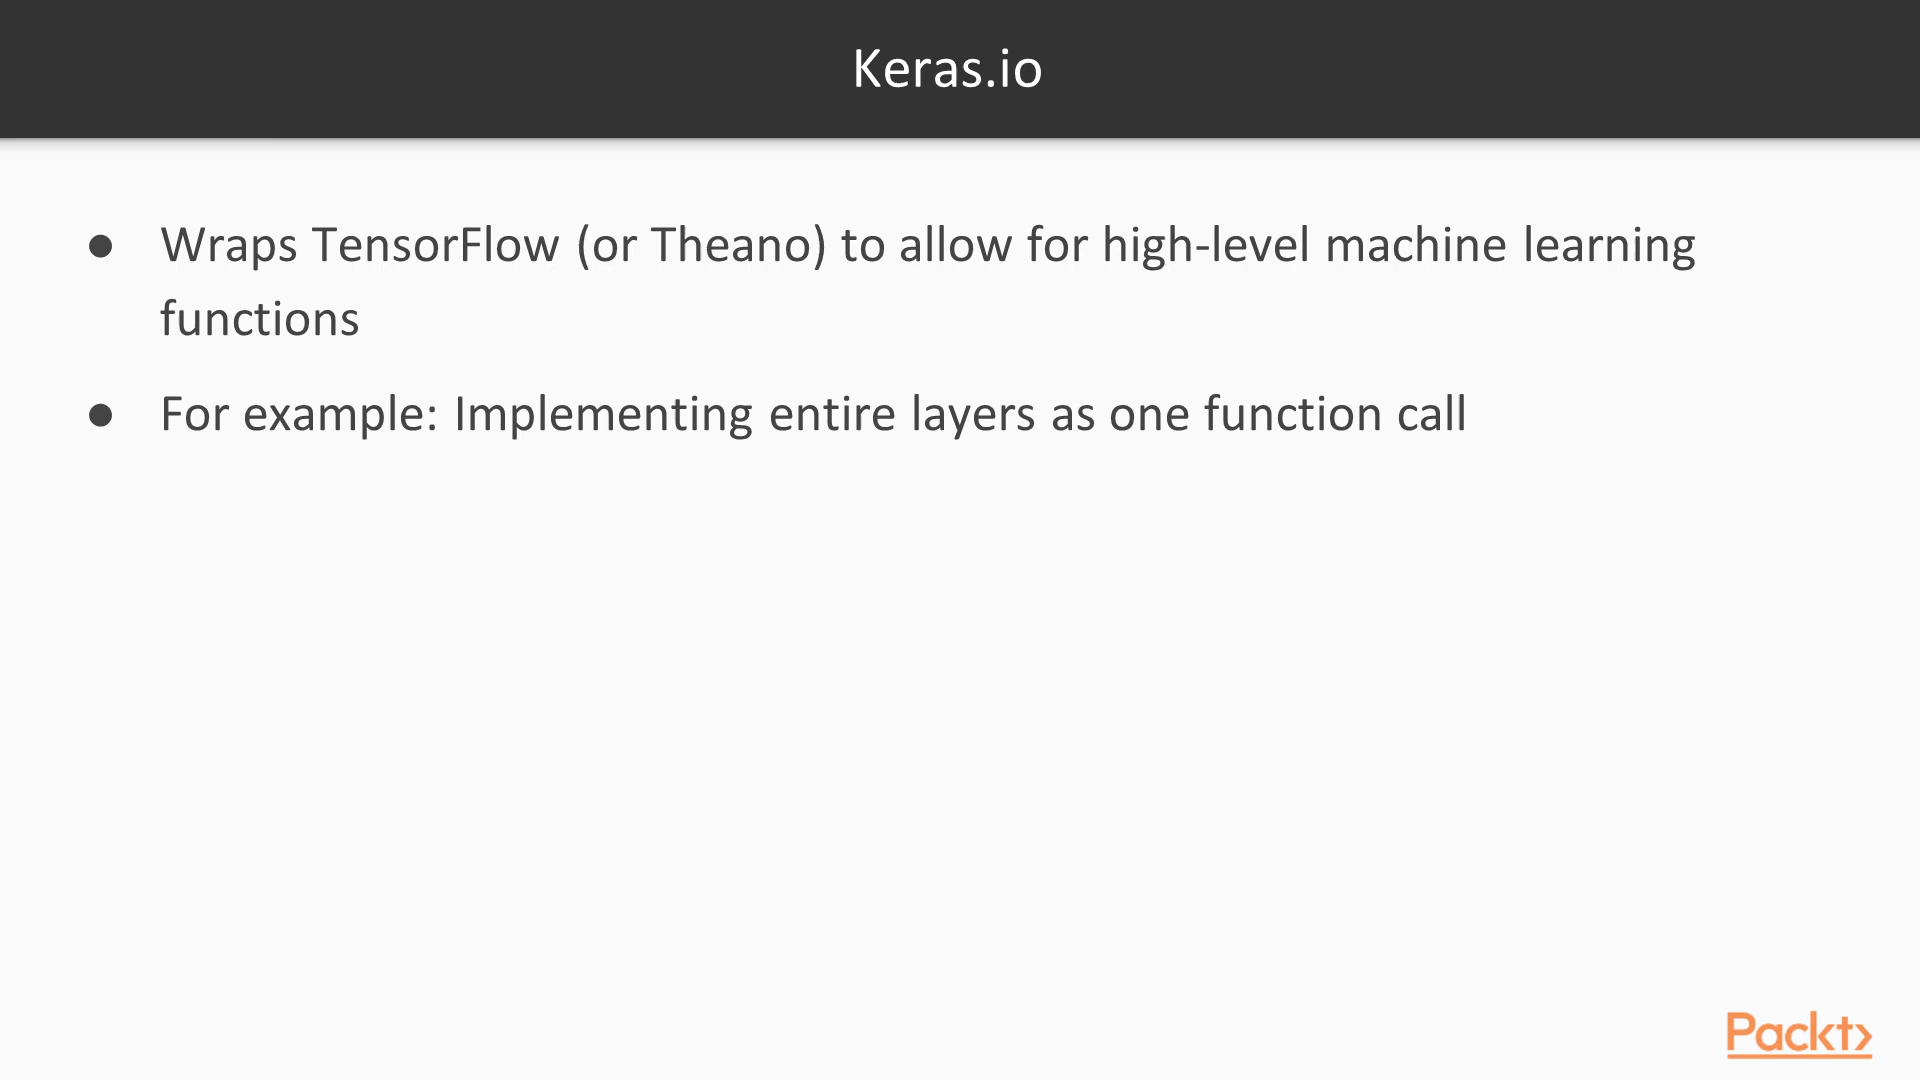 Keras.io
● Wraps TensorFlow (or Theano) to allow for high-level machine learning
functions
● For example: Implementing entire layers as one function call
Packt>